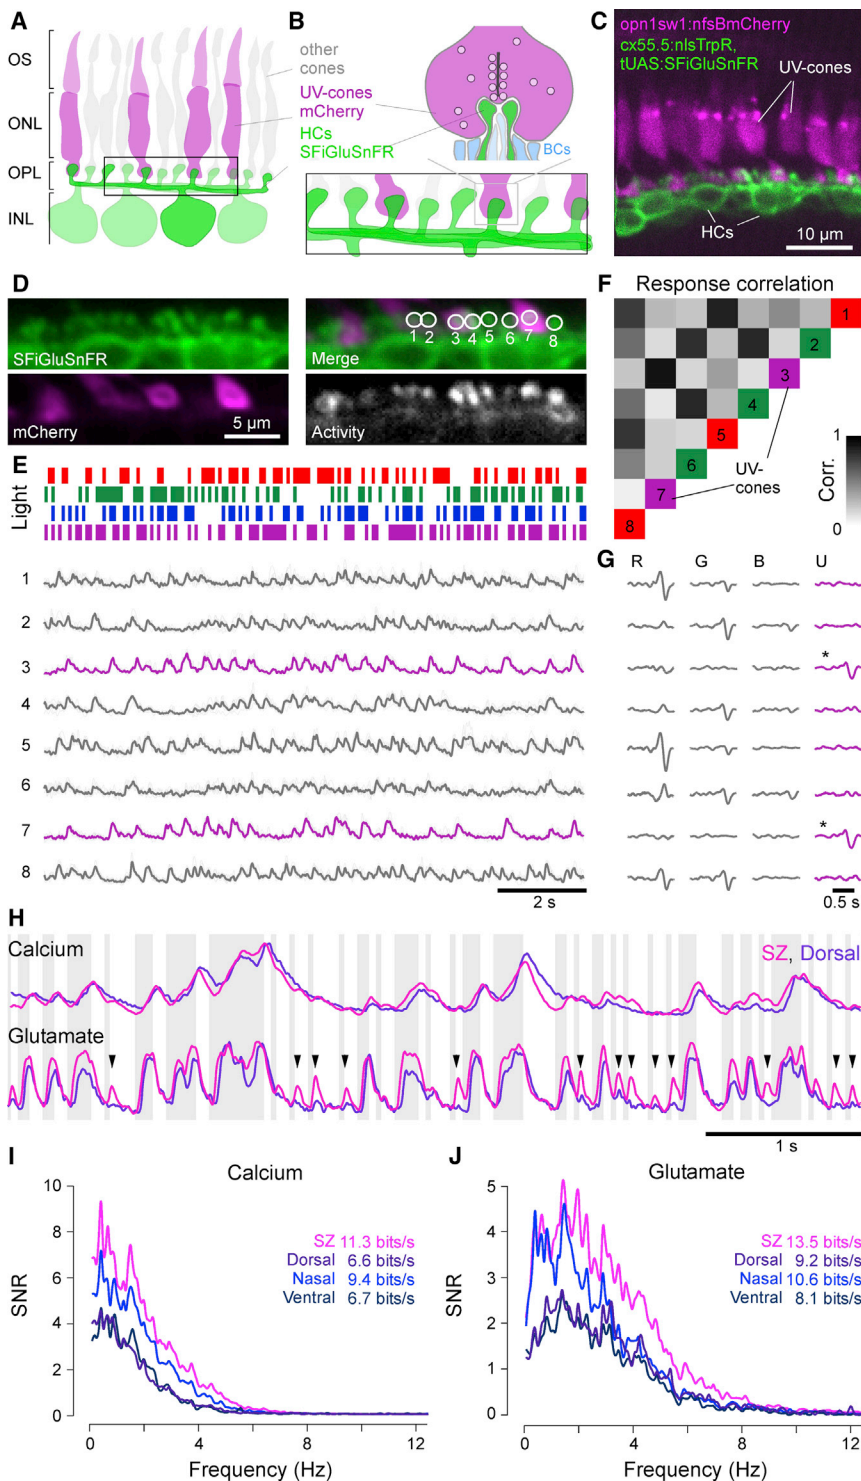 A
OS
ONL
OPL
INL
other
cones
UV-cones
mCherry
HCs
SFiGluSnFR
B
BCs
C
opn1sw1:nfsBmCherry
cx55.5:nlsTrpR,
tUAS:SFiGluSnFR
UV-cones
HCs
10 µm
D
SFiGluSnFR
mCherry
5 µm
Merge
1 2 3 4 5 6 7 8
Activity
E
Light
1
2
3
4
5
6
7
8
2 s
F
Response correlation
1
2
3
4
5
6
7
8
UV-
cones
Corr.
1
0
G
R G B U
*
*
0.5 s
H
Calcium
SZ, Dorsal
Glutamate
1 s
I
Calcium
SNR
10
8
6
4
2
0
SZ 11.3 bits/s
Dorsal 6.6 bits/s
Nasal 9.4 bits/s
Ventral 6.7 bits/s
0 4 8 12
Frequency (Hz)
J
Glutamate
SNR
5
4
3
2
1
0
SZ 13.5 bits/s
Dorsal 9.2 bits/s
Nasal 10.6 bits/s
Ventral 8.1 bits/s
0 4 8 12
Frequency (Hz)